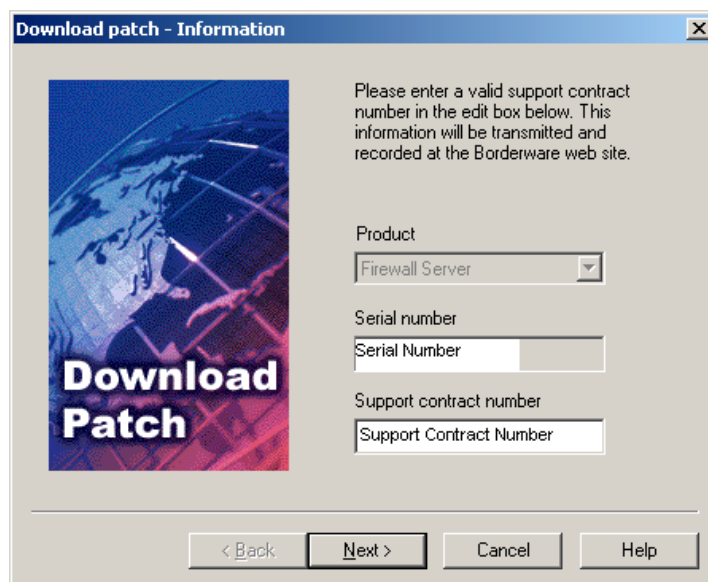 Download patch - Information
Please enter a valid support contract
number in the edit box below. This
information will be transmitted and
recorded at the Borderware web site.
Product
Firewall Server
Serial number
Serial Number
Support contract number
Support Contract Number
Download
Patch
< Back
Next >
Cancel
Help